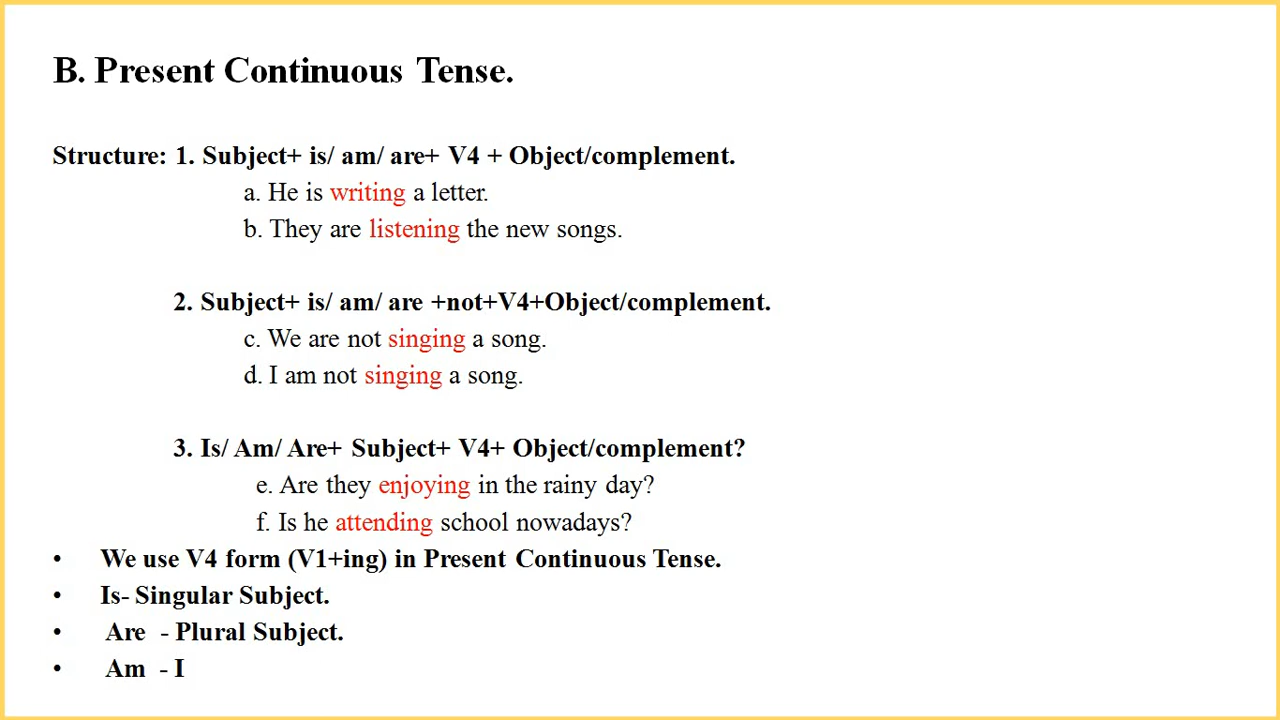 B. Present Continuous Tense.
Structure: 1. Subject+ is/ am/ are+ V4 + Object/complement.
a. He is writing a letter.
b. They are listening the new songs.
2. Subject+ is/ am/ are +not+V4+Object/complement.
c. We are not singing a song.
d. I am not singing a song.
3. Is/ Am/ Are+ Subject+ V4+ Object/complement?
e. Are they enjoying in the rainy day?
f. Is he attending school nowadays?
• We use V4 form (V1+ing) in Present Continuous Tense.
• Is- Singular Subject.
• Are - Plural Subject.
• Am - I